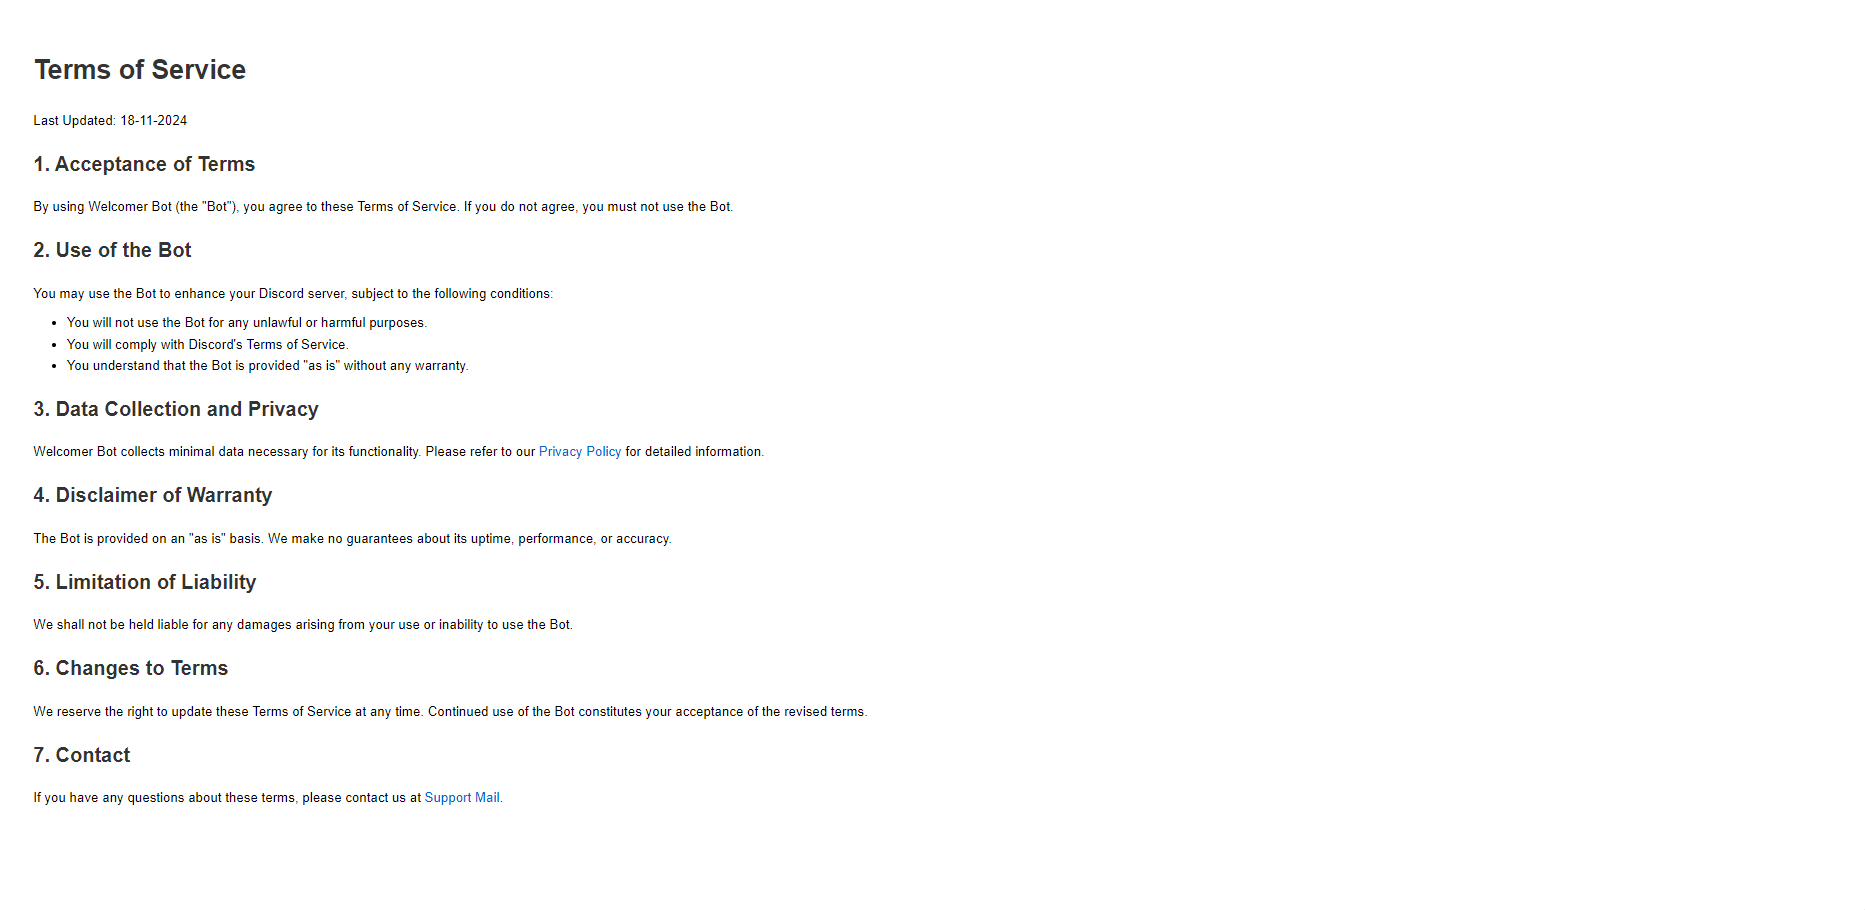 Terms of Service
Last Updated: 18-11-2024
1. Acceptance of Terms
By using Welcomer Bot (the "Bot"), you agree to these Terms of Service. If you do not agree, you must not use the Bot.
2. Use of the Bot
You may use the Bot to enhance your Discord server, subject to the following conditions:
• You will not use the Bot for any unlawful or harmful purposes.
• You will comply with Discord's Terms of Service.
• You understand that the Bot is provided "as is" without any warranty.
3. Data Collection and Privacy
Welcomer Bot collects minimal data necessary for its functionality. Please refer to our Privacy Policy for detailed information.
4. Disclaimer of Warranty
The Bot is provided on an "as is" basis. We make no guarantees about its uptime, performance, or accuracy.
5. Limitation of Liability
We shall not be held liable for any damages arising from your use or inability to use the Bot.
6. Changes to Terms
We reserve the right to update these Terms of Service at any time. Continued use of the Bot constitutes your acceptance of the revised terms.
7. Contact
If you have any questions about these terms, please contact us at Support Mail.